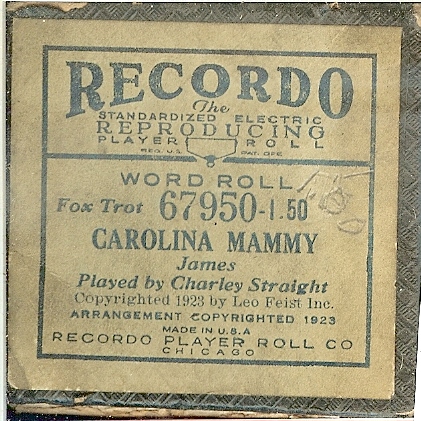 RECORDO
The
STANDARDIZED ELECTRIC
REPRODUCING
PLAYER ROLL
REG. U.S. PAT. OFF.
WORD ROLL
Fox Trot 67950-1.50
CAROLINA MAMMY
James
Played by Charley Straight
Copyrighted 1923 by Leo Feist Inc.
ARRANGEMENT COPYRIGHTED 1923
MADE IN U.S.A
RECORDO PLAYER ROLL CO
CHICAGO